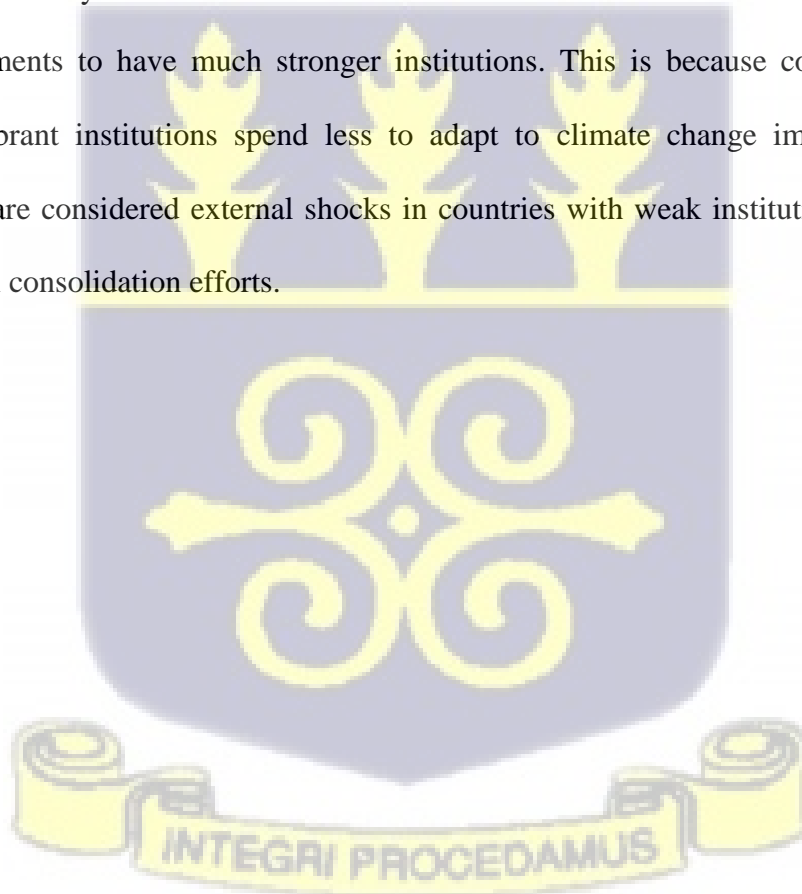 ments to have much stronger institutions. This is because co
brant institutions spend less to adapt to climate change im
are considered external shocks in countries with weak institut
consolidation efforts.
INTEGRI PROCEDAMUS